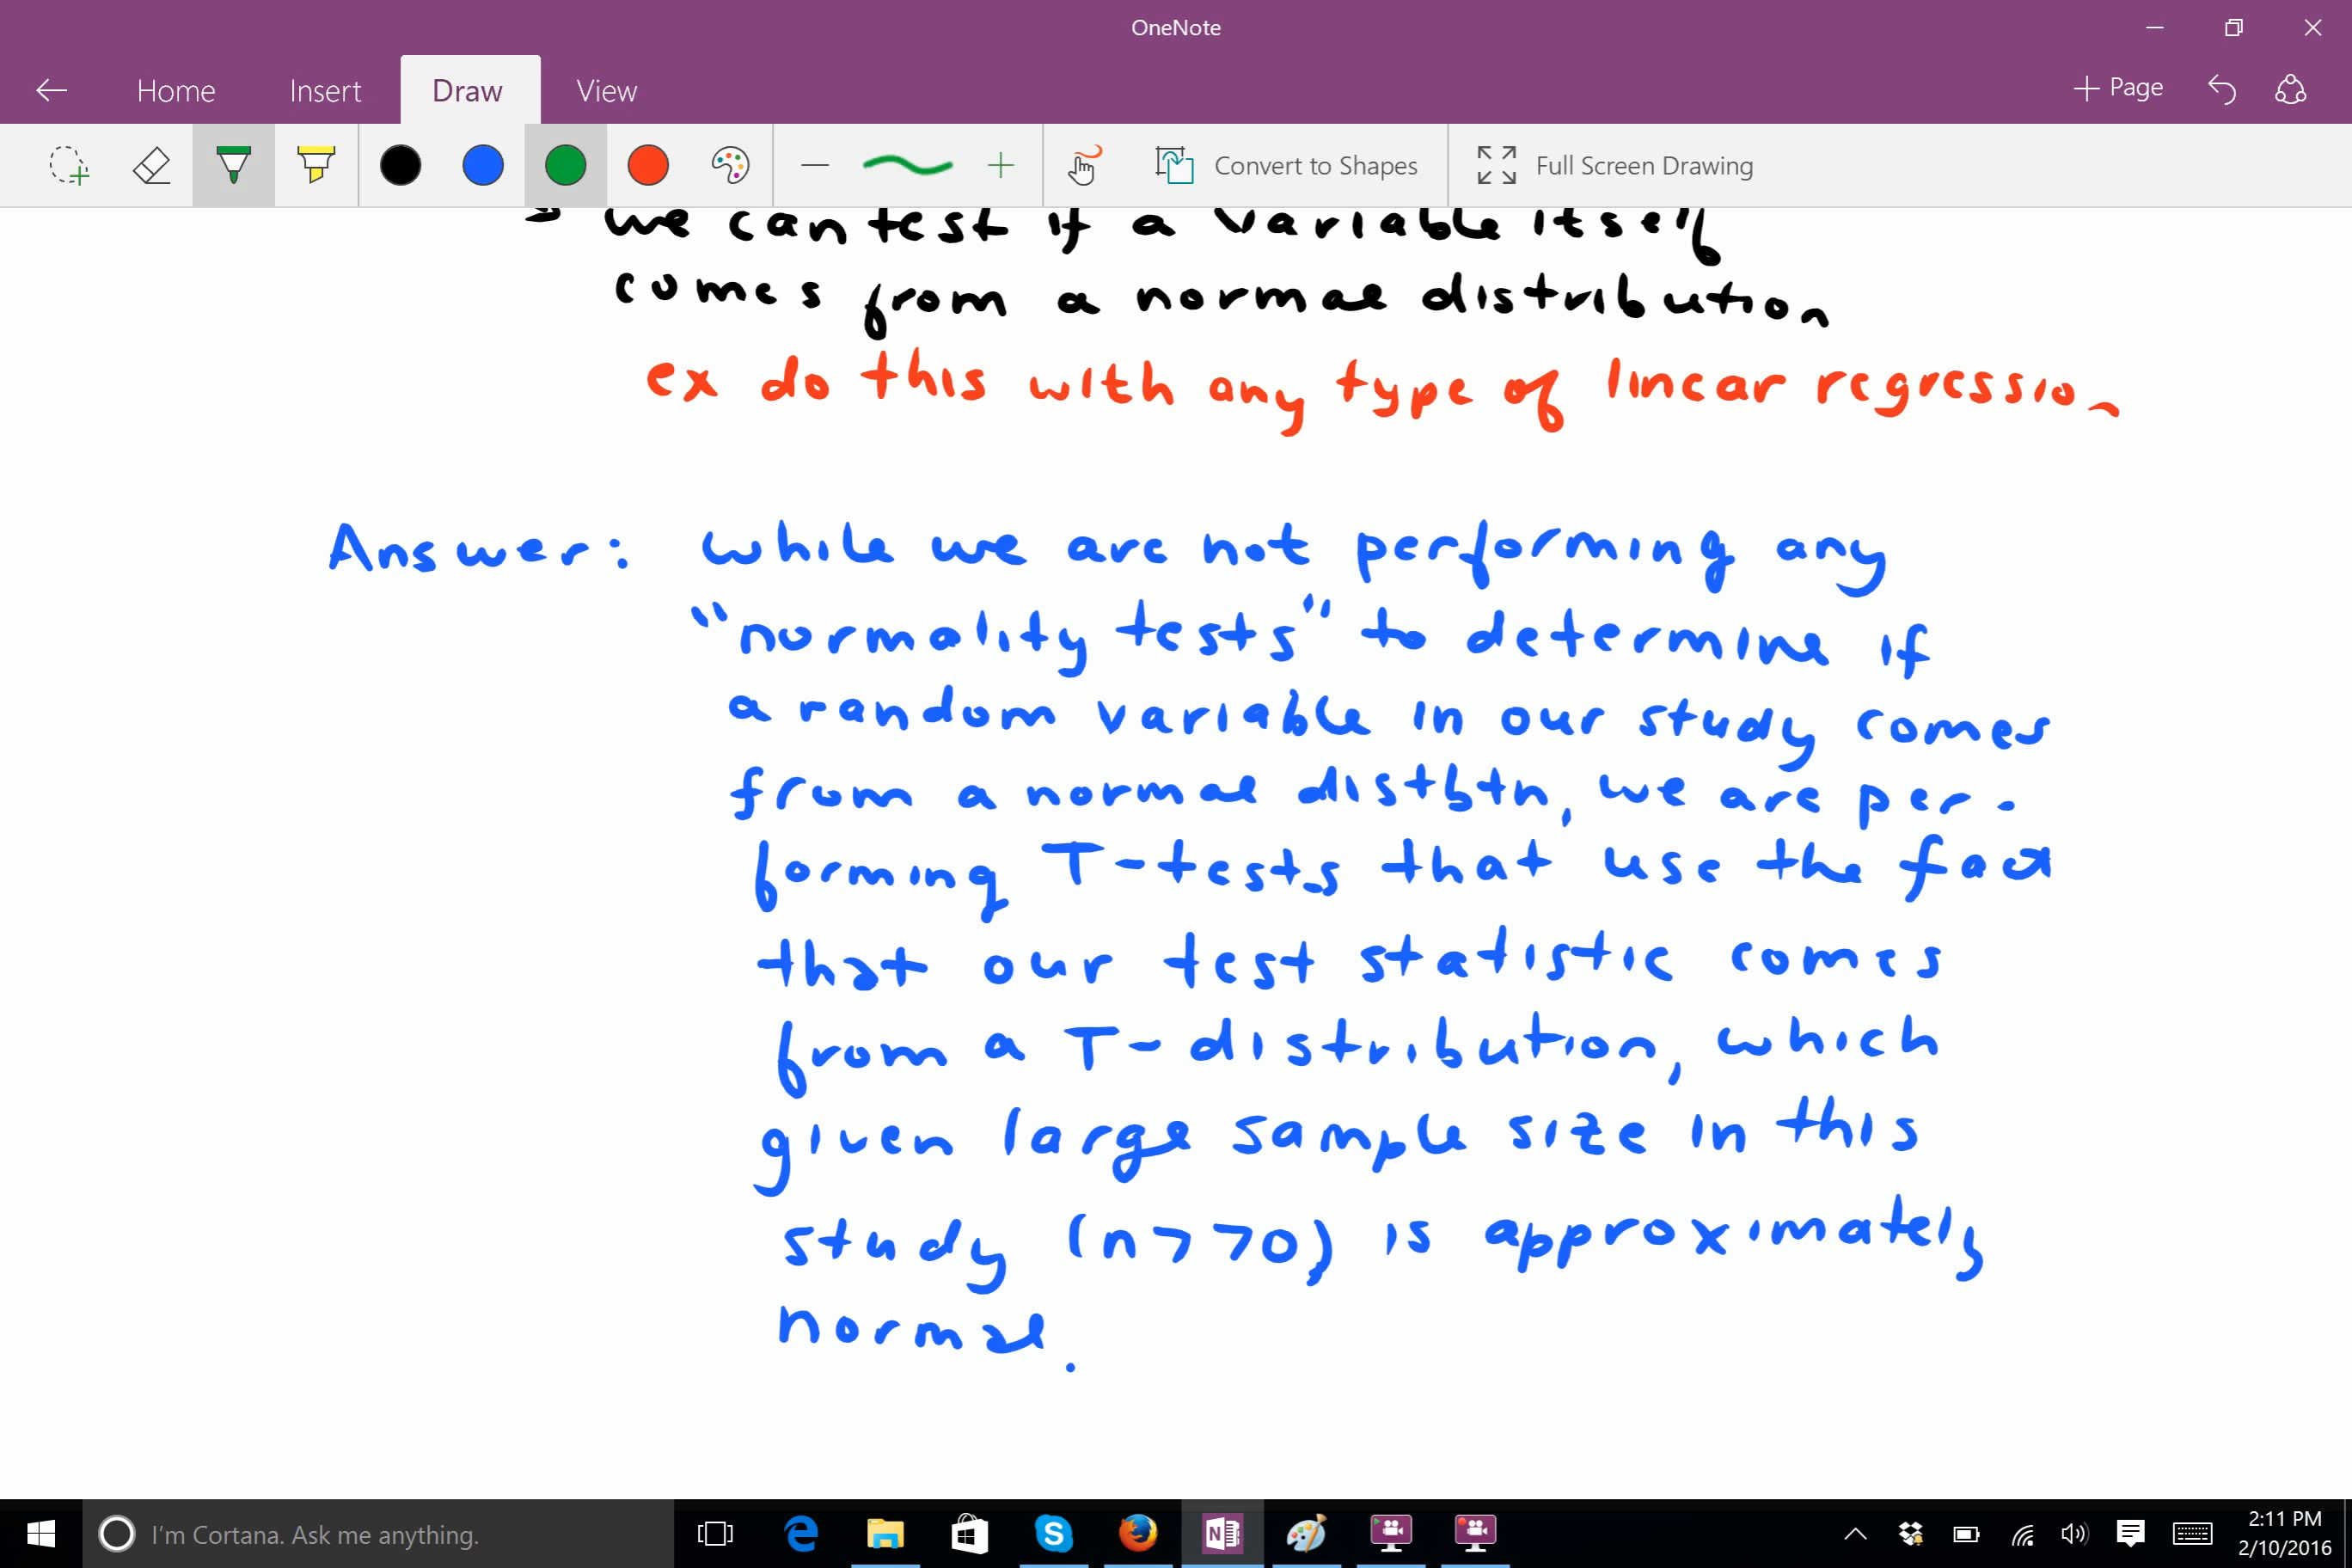 OneNote
Home Insert Draw View + Page
Convert to Shapes Full Screen Drawing
we can test if a variable itself
comes from a normal distribution
ex do this with any type of linear regression
Answer: while we are not performing any
"normality tests" to determine if
a random variable in our study comes
from a normal distbtn, we are per-
forming T-tests that use the fact
that our test statistic comes
from a T-distribution, which
given large sample size in this
study (n>70) is approximately
normal.
I'm Cortana. Ask me anything.
2:11 PM
2/10/2016